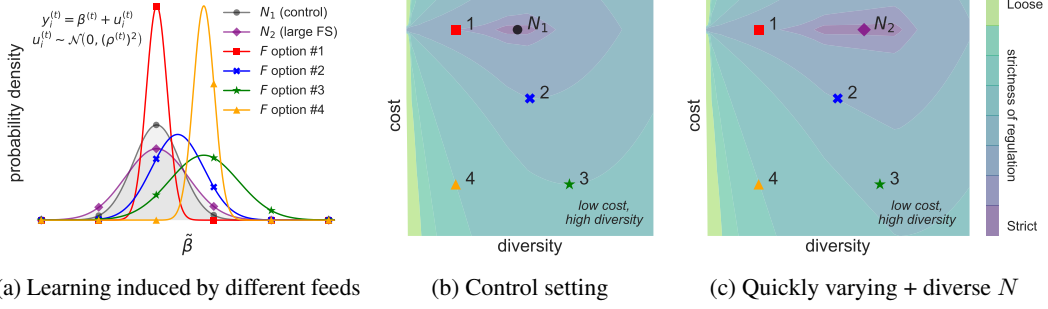 y_i^(t) = β^(t) + u_i^(t)
u_i^(t) ~ N(0, (ρ^(t))^2)
N_1 (control)
N_2 (large FS)
F option #1
F option #2
F option #3
F option #4
probability density
β̃
(a) Learning induced by different feeds
1
N_1
2
3
4
low cost,
high diversity
cost
diversity
(b) Control setting
1
N_2
2
3
4
low cost,
high diversity
cost
diversity
(c) Quickly varying + diverse N
Loose
strictness of regulation
Strict